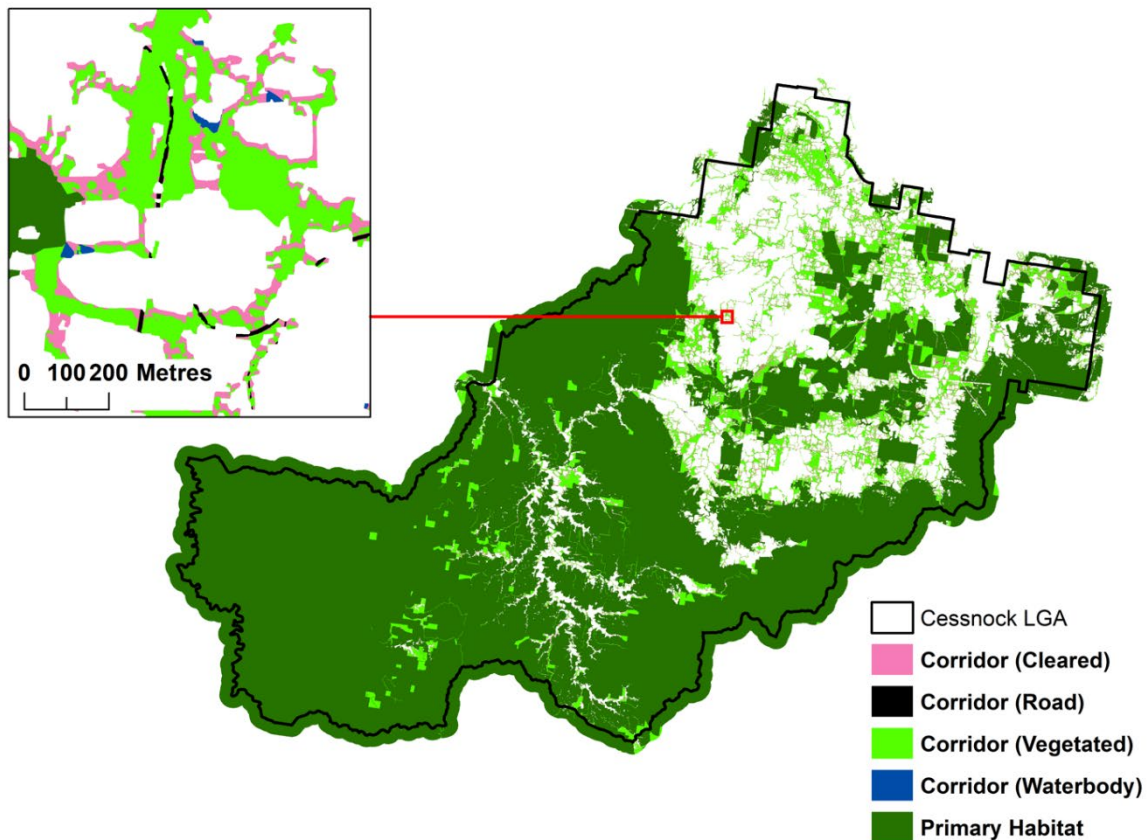 0 100 200 Metres
Cessnock LGA
Corridor (Cleared)
Corridor (Road)
Corridor (Vegetated)
Corridor (Waterbody)
Primary Habitat